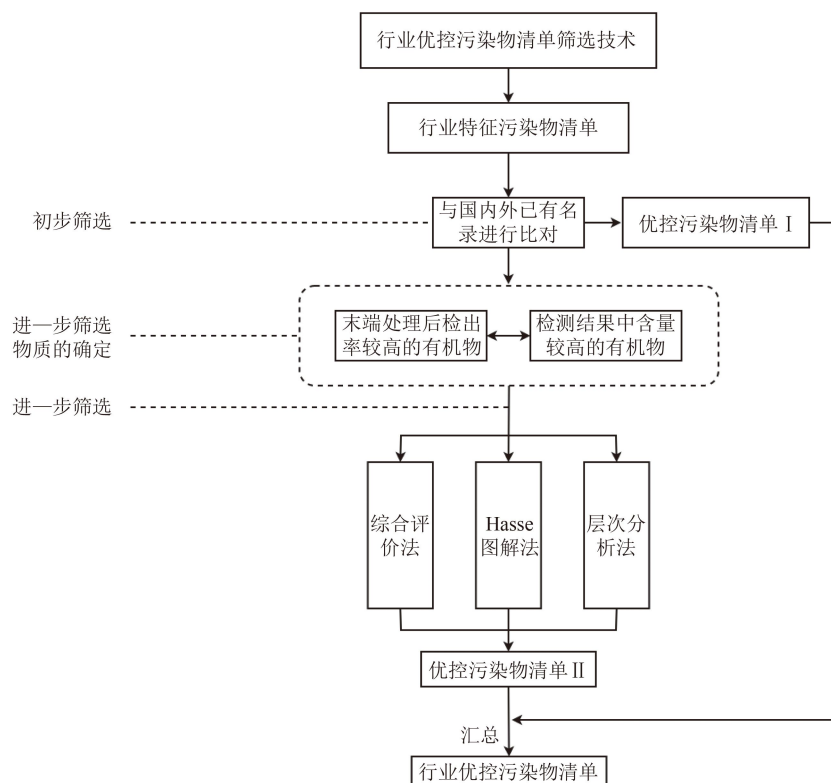 行业优控污染物清单筛选技术
行业特征污染物清单
初步筛选
与国内外已有名
录进行比对
优控污染物清单Ⅰ
进一步筛选
物质的确定
末端处理后检出
率较高的有机物
检测结果中含量
较高的有机物
进一步筛选
综合评
价法
Hasse
图解法
层次分
析法
优控污染物清单Ⅱ
汇总
行业优控污染物清单